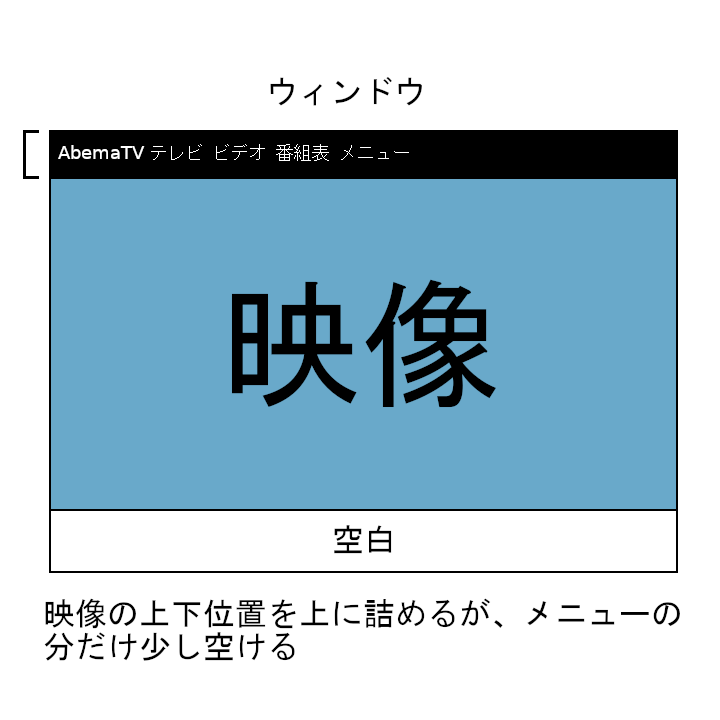 ウィンドウ
AbemaTV テレビ ビデオ 番組表 メニュー
映像
空白
映像の上下位置を上に詰めるが、メニューの
分だけ少し空ける